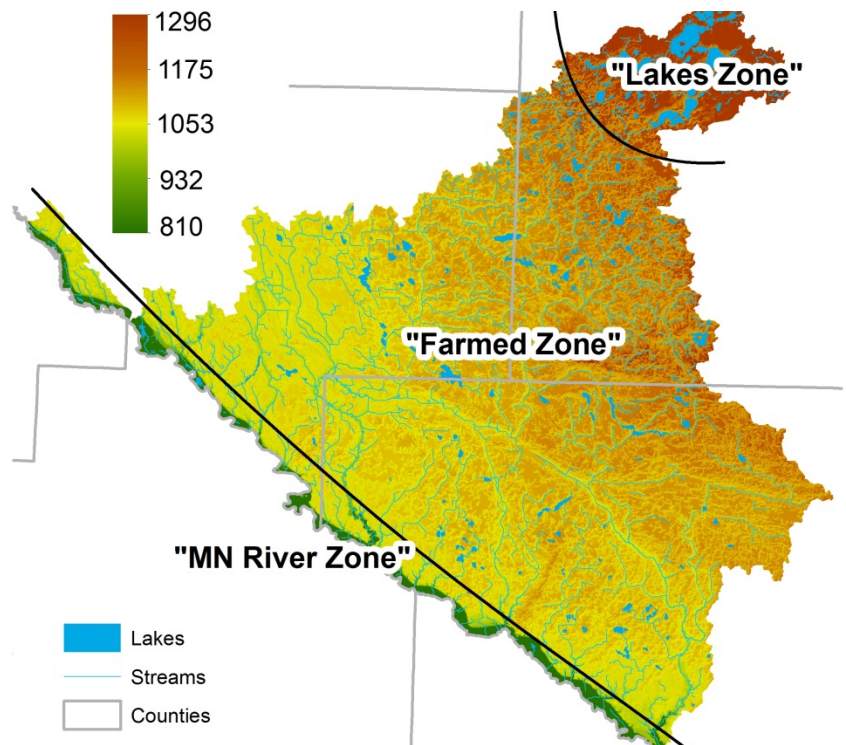 1296
1175
1053
932
810
"Lakes Zone"
"Farmed Zone"
"MN River Zone"
Lakes
Streams
Counties